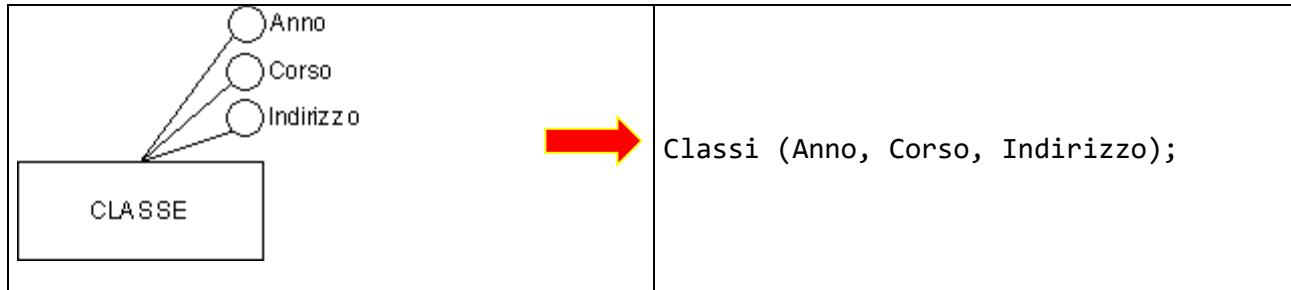 Anno
Corso
Indirizzo
CLASSE
Classi (Anno, Corso, Indirizzo);